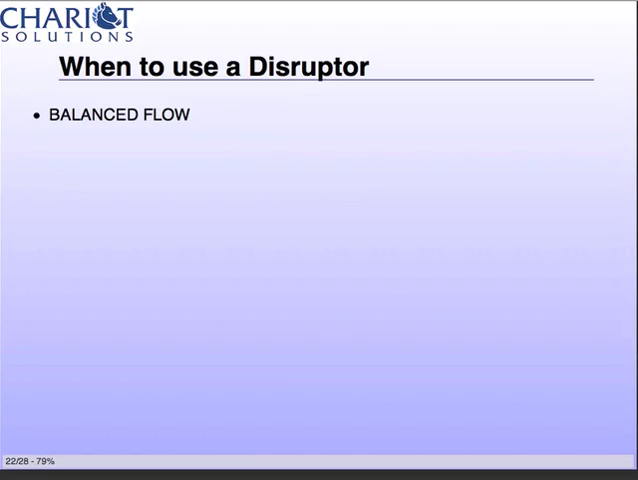 CHARIOT
SOLUTIONS
When to use a Disruptor
• BALANCED FLOW
22/28 - 79%